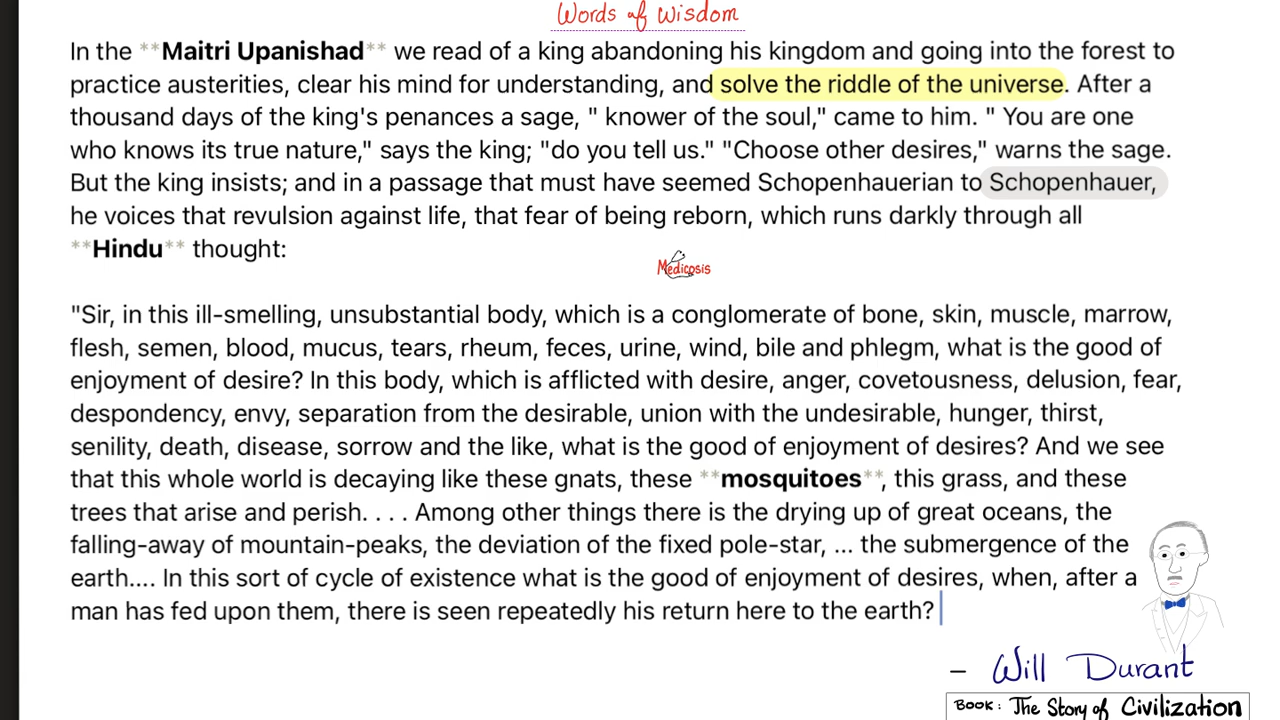 Words of Wisdom
In the **Maitri Upanishad** we read of a king abandoning his kingdom and going into the forest to
practice austerities, clear his mind for understanding, and solve the riddle of the universe. After a
thousand days of the king's penances a sage, " knower of the soul," came to him. " You are one
who knows its true nature," says the king; "do you tell us." "Choose other desires," warns the sage.
But the king insists; and in a passage that must have seemed Schopenhauerian to Schopenhauer,
he voices that revulsion against life, that fear of being reborn, which runs darkly through all
**Hindu** thought:
Medicosis
"Sir, in this ill-smelling, unsubstantial body, which is a conglomerate of bone, skin, muscle, marrow,
flesh, semen, blood, mucus, tears, rheum, feces, urine, wind, bile and phlegm, what is the good of
enjoyment of desire? In this body, which is afflicted with desire, anger, covetousness, delusion, fear,
despondency, envy, separation from the desirable, union with the undesirable, hunger, thirst,
senility, death, disease, sorrow and the like, what is the good of enjoyment of desires? And we see
that this whole world is decaying like these gnats, these **mosquitoes**, this grass, and these
trees that arise and perish. . . . Among other things there is the drying up of great oceans, the
falling-away of mountain-peaks, the deviation of the fixed pole-star, ... the submergence of the
earth.... In this sort of cycle of existence what is the good of enjoyment of desires, when, after a
man has fed upon them, there is seen repeatedly his return here to the earth?
– Will Durant
Book: The Story of Civilization